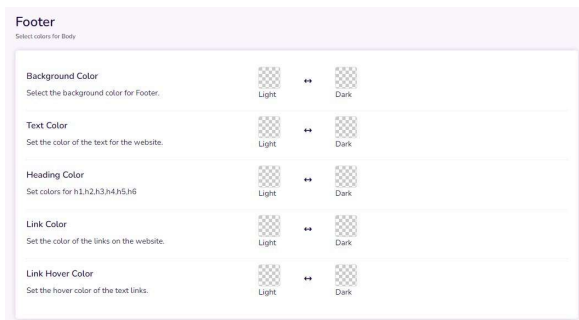 Footer
Select colors for Body
Background Color
Select the background color for Footer.
Light
Dark
Text Color
Set the color of the text for the website.
Light
Dark
Heading Color
Set colors for h1,h2,h3,h4,h5,h6
Light
Dark
Link Color
Set the color of the links on the website.
Light
Dark
Link Hover Color
Set the hover color of the text links.
Light
Dark